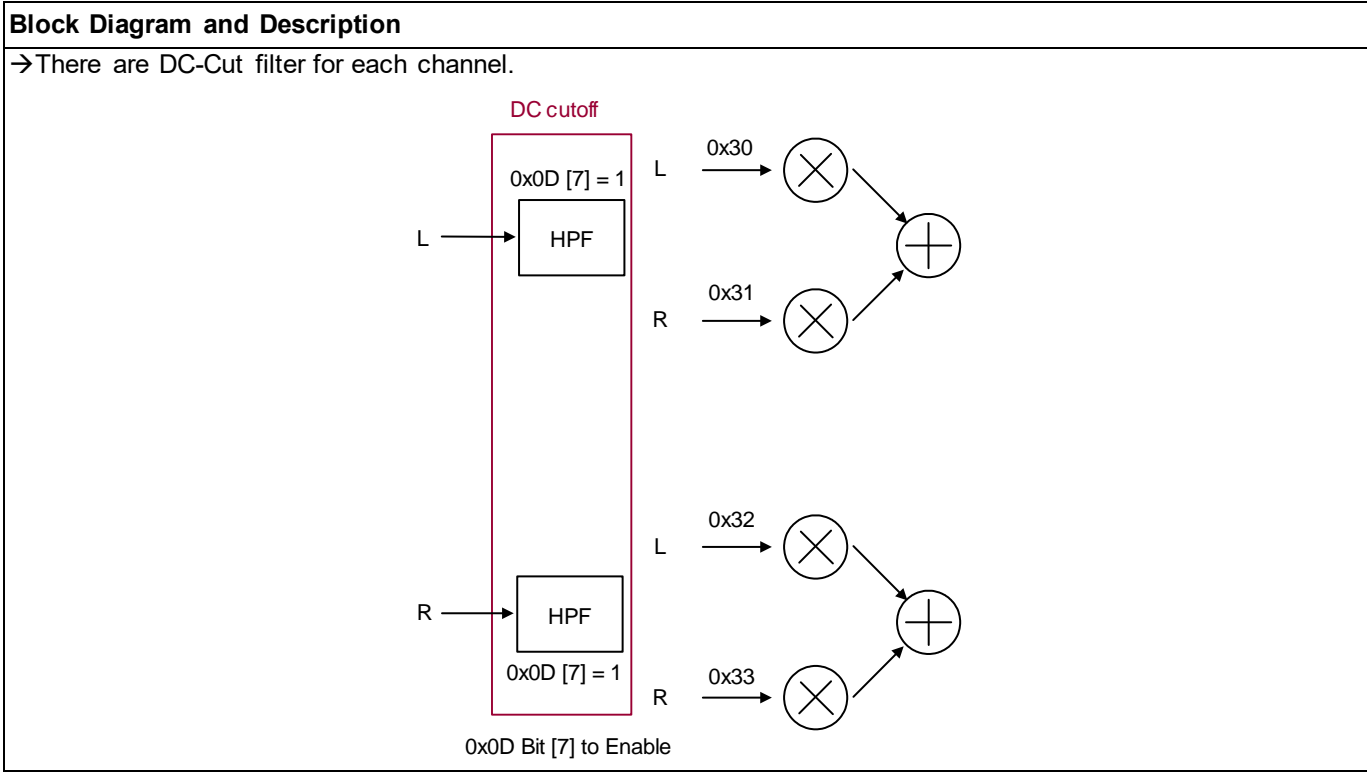 Block Diagram and Description
→There are DC-Cut filter for each channel.
DC cutoff
0x0D [7] = 1
L
HPF
L
0x30
R
0x31
R
HPF
0x0D [7] = 1
L
0x32
R
0x33
0x0D Bit [7] to Enable